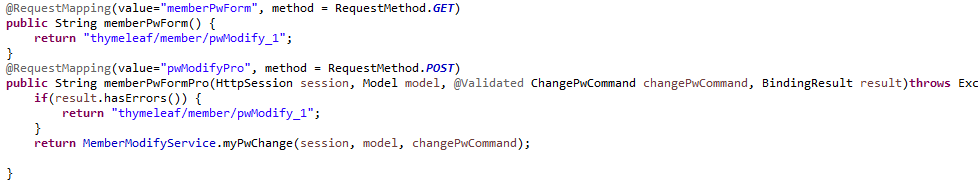 @RequestMapping(value="memberPwForm", method = RequestMethod.GET)
public String memberPwForm() {
    return "thymeleaf/member/pwModify_1";
}
@RequestMapping(value="pwModifyPro", method = RequestMethod.POST)
public String memberPwFormPro(HttpSession session, Model model, @Validated ChangePwCommand changePwCommand, BindingResult result)throws Exc
    if(result.hasErrors()) {
        return "thymeleaf/member/pwModify_1";
    }
    return MemberModifyService.myPwChange(session, model, changePwCommand);
}